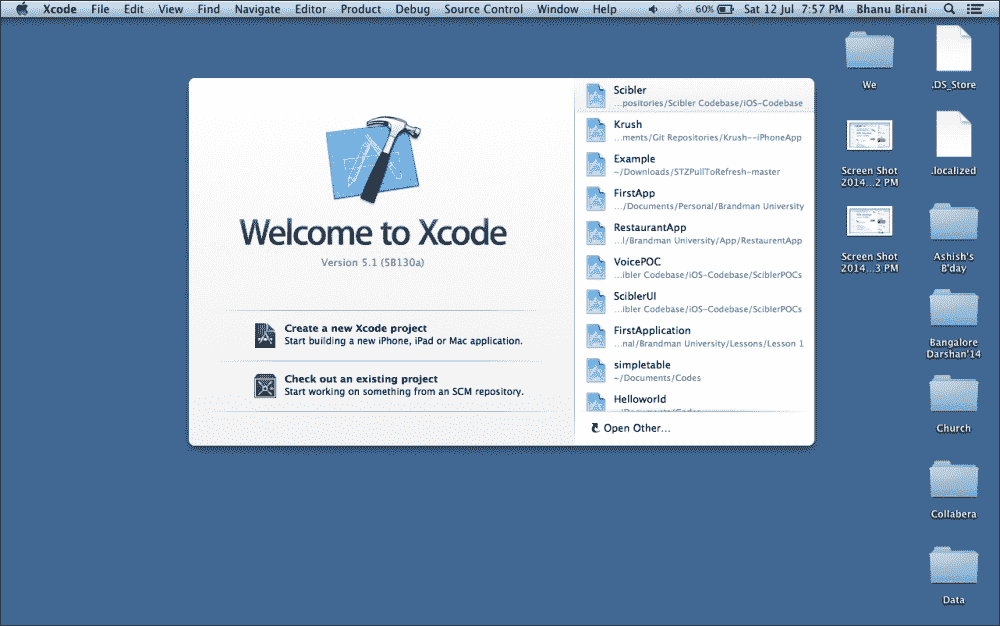 Xcode File Edit View Find Navigate Editor Product Debug Source Control Window Help 60% Sat 12 Jul 7:57 PM Bhanu Birani
Welcome to Xcode
Version 5.1 (5B130a)
Create a new Xcode project
Start building a new iPhone, iPad or Mac application.
Check out an existing project
Start working on something from an SCM repository.
Scibler
...positories/Scibler Codebase/iOS-Codebase
Krush
...ments/Git Repositories/Krush--iPhoneApp
Example
~/Downloads/STZPullToRefresh-master
FirstApp
.../Documents/Personal/Brandman University
RestaurantApp
...l/Brandman University/App/RestaurentApp
VoicePOC
...ibler Codebase/iOS-Codebase/SciblerPOCs
SciblerUI
...ibler Codebase/iOS-Codebase/SciblerPOCs
FirstApplication
...nal/Brandman University/Lessons/Lesson 1
simpletable
~/Documents/Codes
Helloworld
Open Other...
We
.DS_Store
Screen Shot
2014...2 PM
.localized
Screen Shot
2014...3 PM
Ashish's
B'day
Bangalore
Darshan'14
Church
Collabera
Data